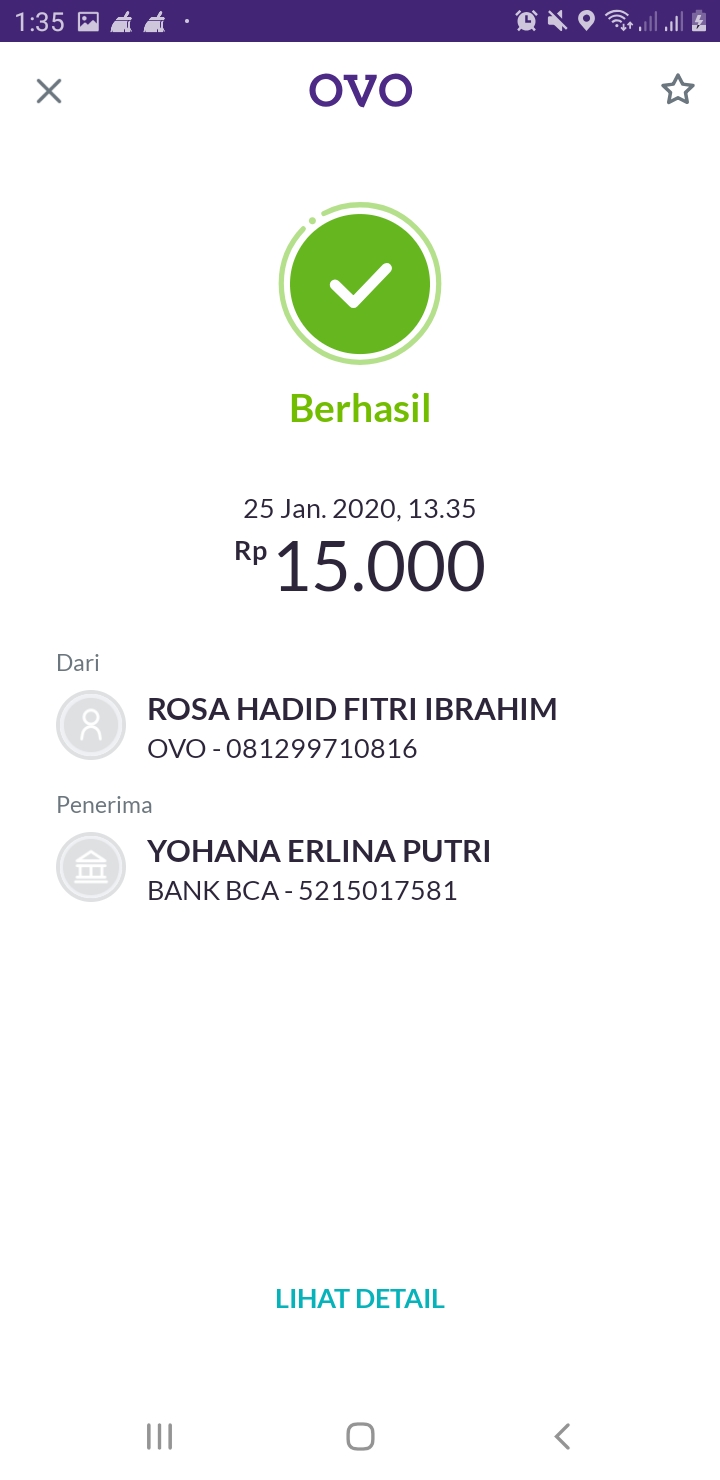 1:35
OVO
Berhasil
25 Jan. 2020, 13.35
Rp 15.000
Dari
ROSA HADID FITRI IBRAHIM
OVO - 081299710816
Penerima
YOHANA ERLINA PUTRI
BANK BCA - 5215017581
LIHAT DETAIL